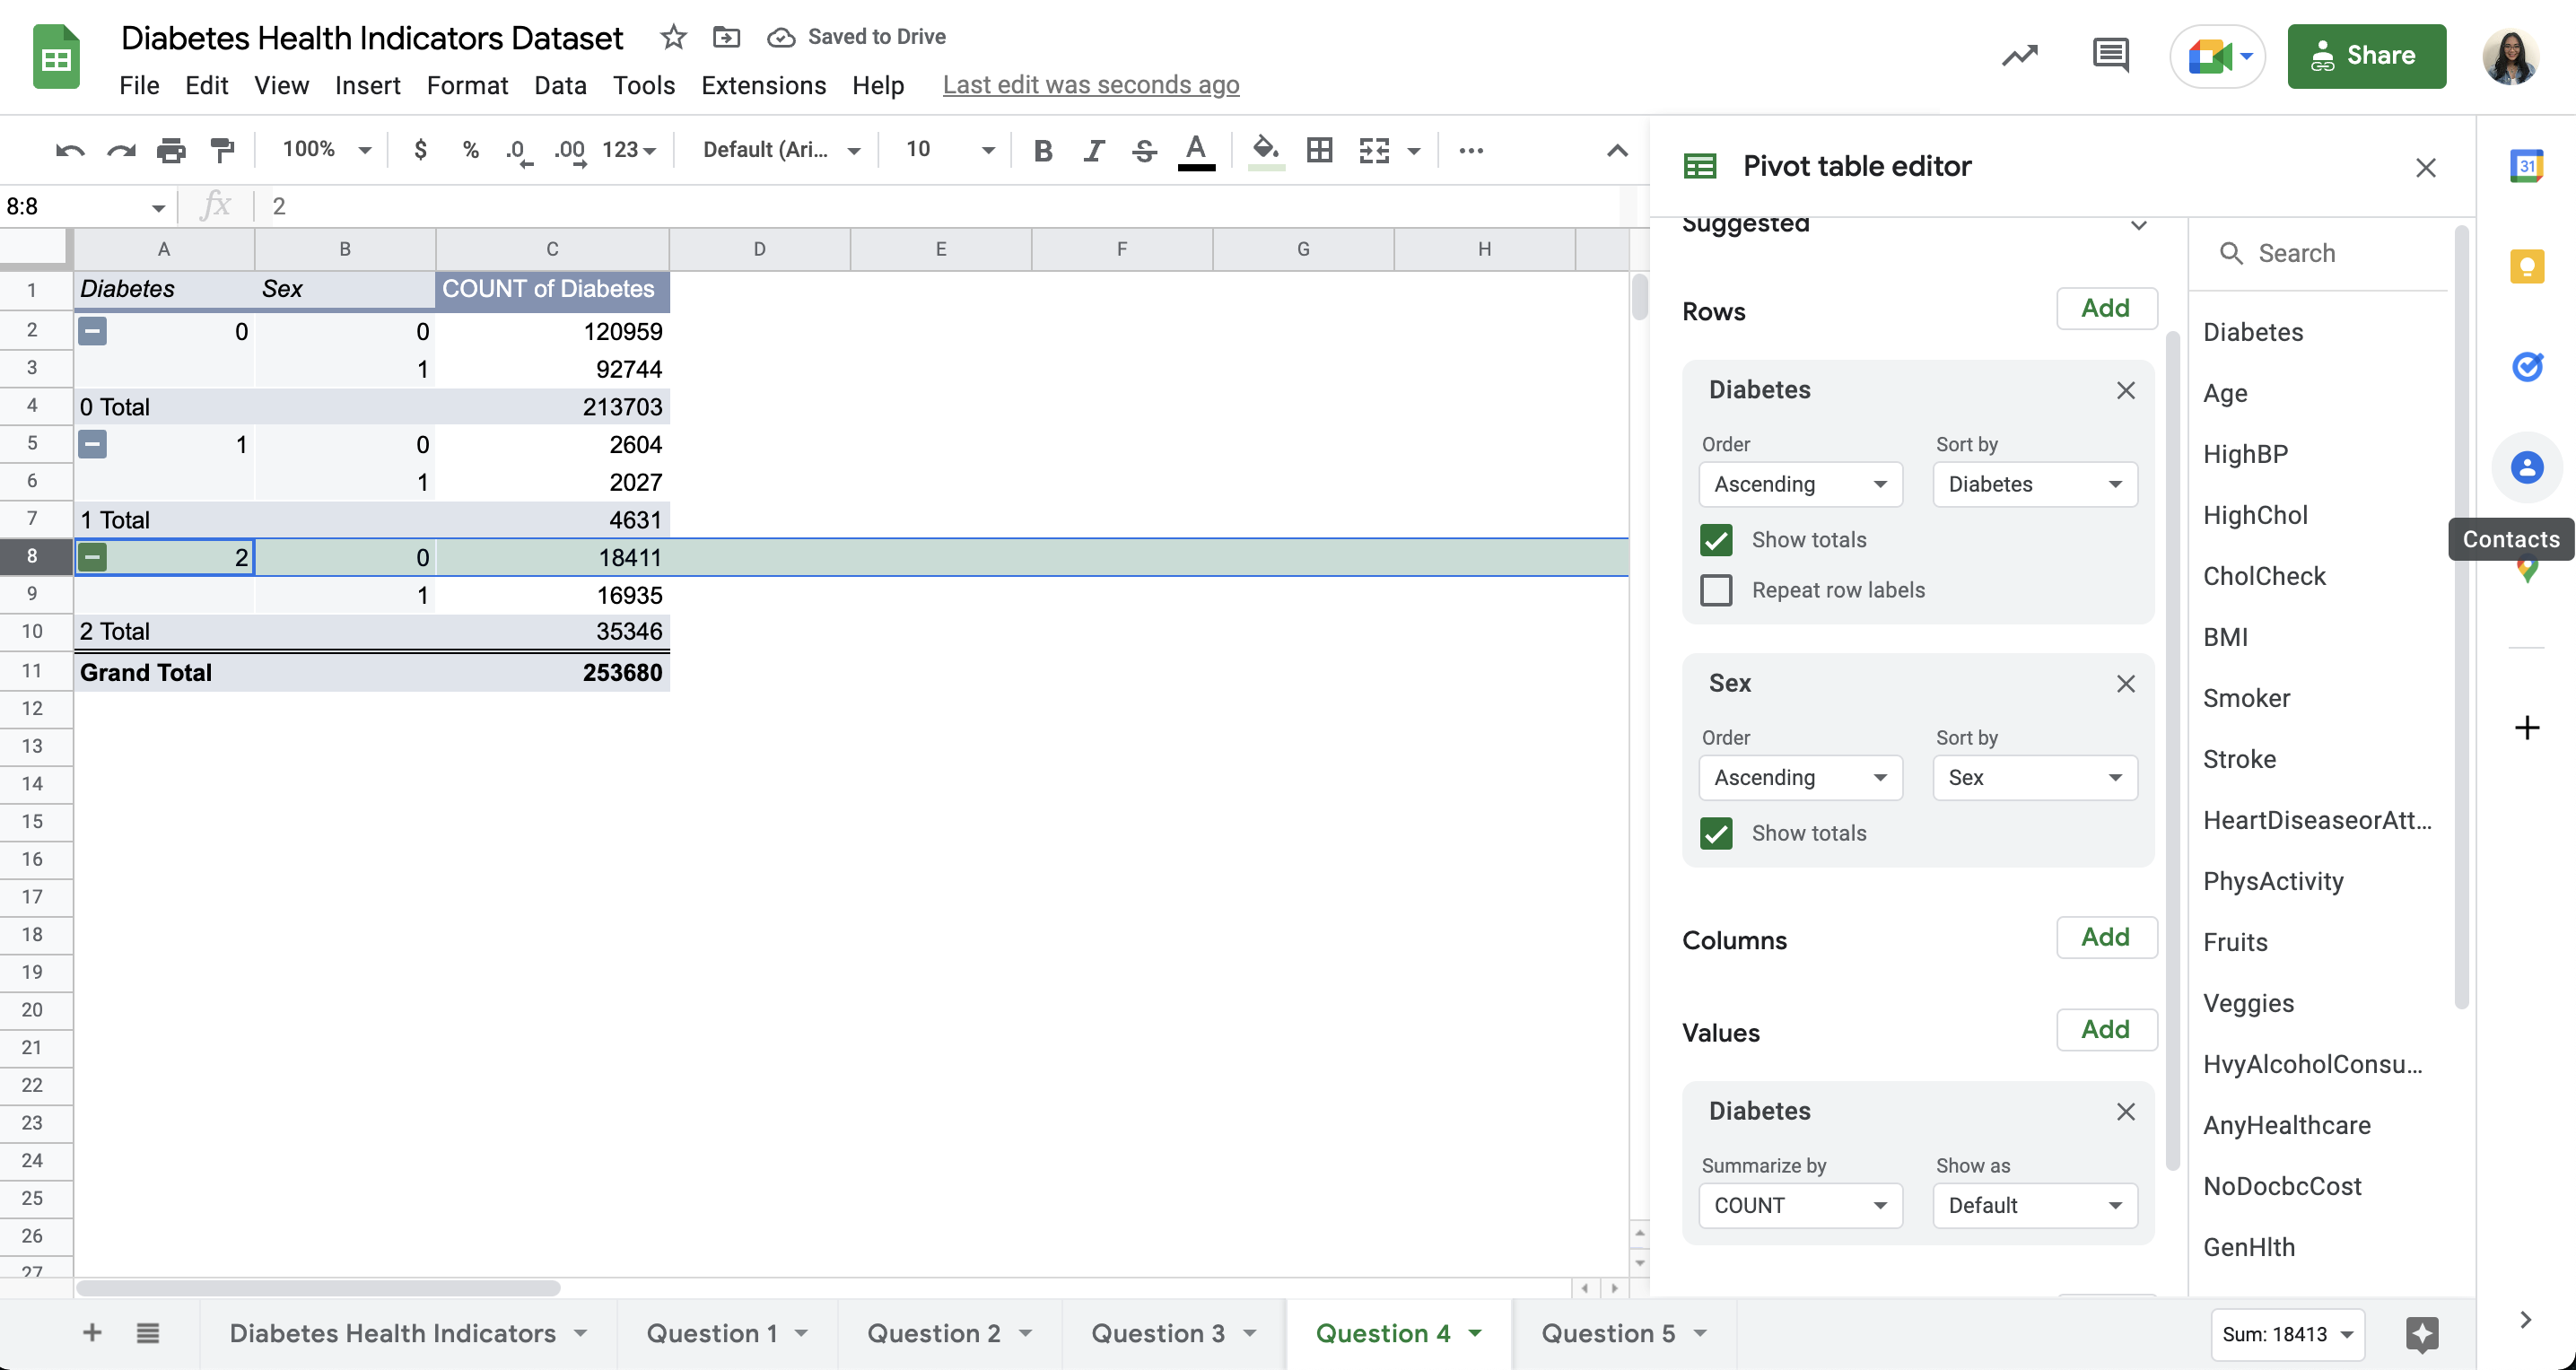 Diabetes Health Indicators Dataset Saved to Drive
File Edit View Insert Format Data Tools Extensions Help Last edit was seconds ago
Share
100% $ % .0 .00 123 Default (Ari... 10 B I S A
Pivot table editor
8:8 fx 2
A B C D E F G H
1 Diabetes Sex COUNT of Diabetes
2 0 0 120959
3 1 92744
4 0 Total 213703
5 1 0 2604
6 1 2027
7 1 Total 4631
8 2 0 18411
9 1 16935
10 2 Total 35346
11 Grand Total 253680
12
13
14
15
16
17
18
19
20
21
22
23
24
25
26
27
Suggested
Rows Add
Diabetes
Order Sort by
Ascending Diabetes
Show totals
Repeat row labels
Sex
Order Sort by
Ascending Sex
Show totals
Columns Add
Values Add
Diabetes
Summarize by Show as
COUNT Default
Search
Diabetes
Age
HighBP
HighChol
CholCheck
BMI
Smoker
Stroke
HeartDiseaseorAtt...
PhysActivity
Fruits
Veggies
HvyAlcoholConsu...
AnyHealthcare
NoDocbcCost
GenHlth
31
Contacts
Diabetes Health Indicators Question 1 Question 2 Question 3 Question 4 Question 5 Sum: 18413